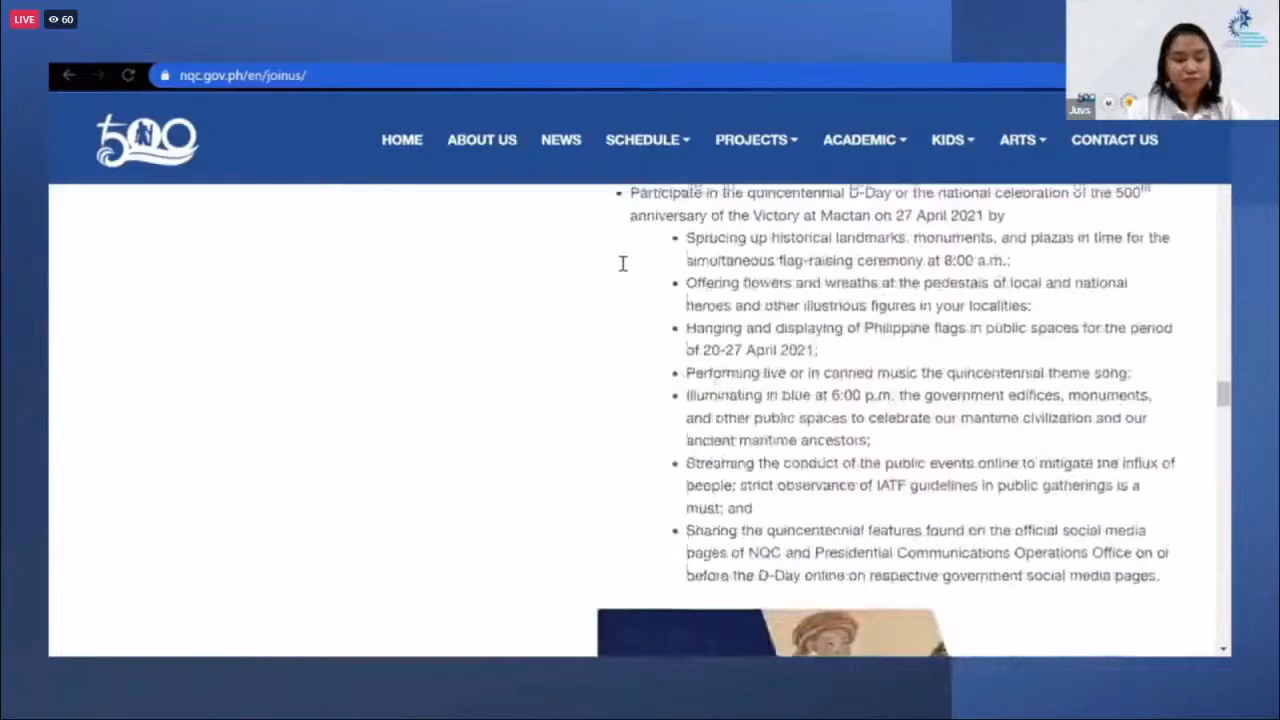 LIVE 60
nqc.gov.ph/en/joinus/
Juvs
500
HOME ABOUT US NEWS SCHEDULE PROJECTS ACADEMIC KIDS ARTS CONTACT US
Participate in the quincentennial D-Day or the national celebration of the 500th
anniversary of the Victory at Mactan on 27 April 2021 by
Sprucing up historical landmarks, monuments, and plazas in time for the
simultaneous flag-raising ceremony at 8:00 a.m.;
Offering flowers and wreaths at the pedestals of local and national
heroes and other illustrious figures in your localities;
Hanging and displaying of Philippine flags in public spaces for the period
of 20-27 April 2021;
Performing live or in canned music the quincentennial theme song;
Illuminating in blue at 6:00 p.m. the government edifices, monuments,
and other public spaces to celebrate our maritime civilization and our
ancient maritime ancestors;
Streaming the conduct of the public events online to mitigate the influx of
people; strict observance of IATF guidelines in public gatherings is a
must; and
Sharing the quincentennial features found on the official social media
pages of NQC and Presidential Communications Operations Office on or
before the D-Day online on respective government social media pages.